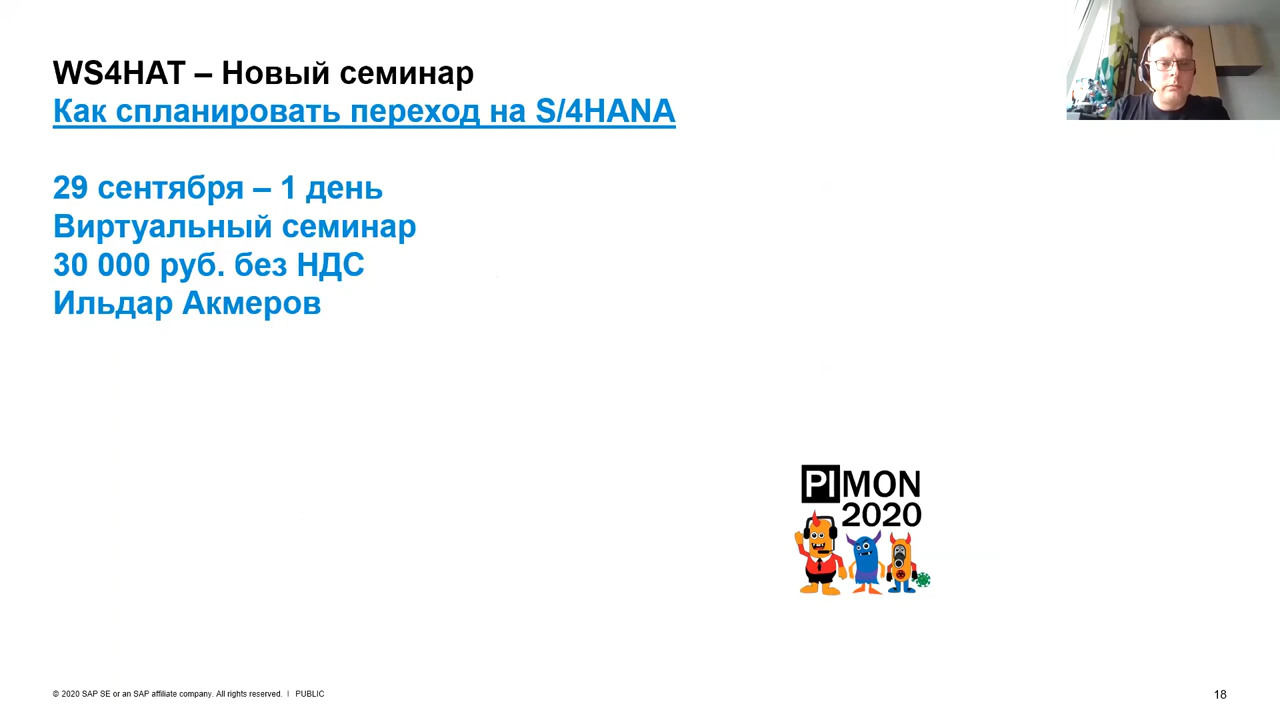 WS4HAT – Новый семинар
Как спланировать переход на S/4HANA
29 сентября – 1 день
Виртуальный семинар
30 000 руб. без НДС
Ильдар Акмеров
PIMON
2020
© 2020 SAP SE or an SAP affiliate company. All rights reserved. | PUBLIC
18